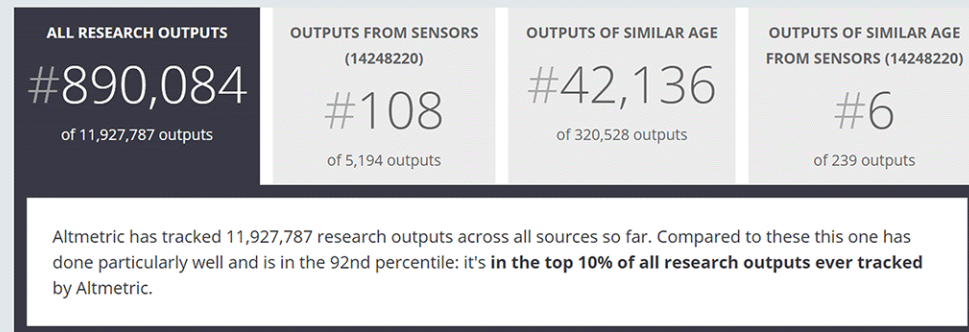 ALL RESEARCH OUTPUTS
#890,084
of 11,927,787 outputs
OUTPUTS FROM SENSORS
(14248220)
#108
of 5,194 outputs
OUTPUTS OF SIMILAR AGE
#42,136
of 320,528 outputs
OUTPUTS OF SIMILAR AGE
FROM SENSORS (14248220)
#6
of 239 outputs
Altmetric has tracked 11,927,787 research outputs across all sources so far. Compared to these this one has
done particularly well and is in the 92nd percentile: it's in the top 10% of all research outputs ever tracked
by Altmetric.